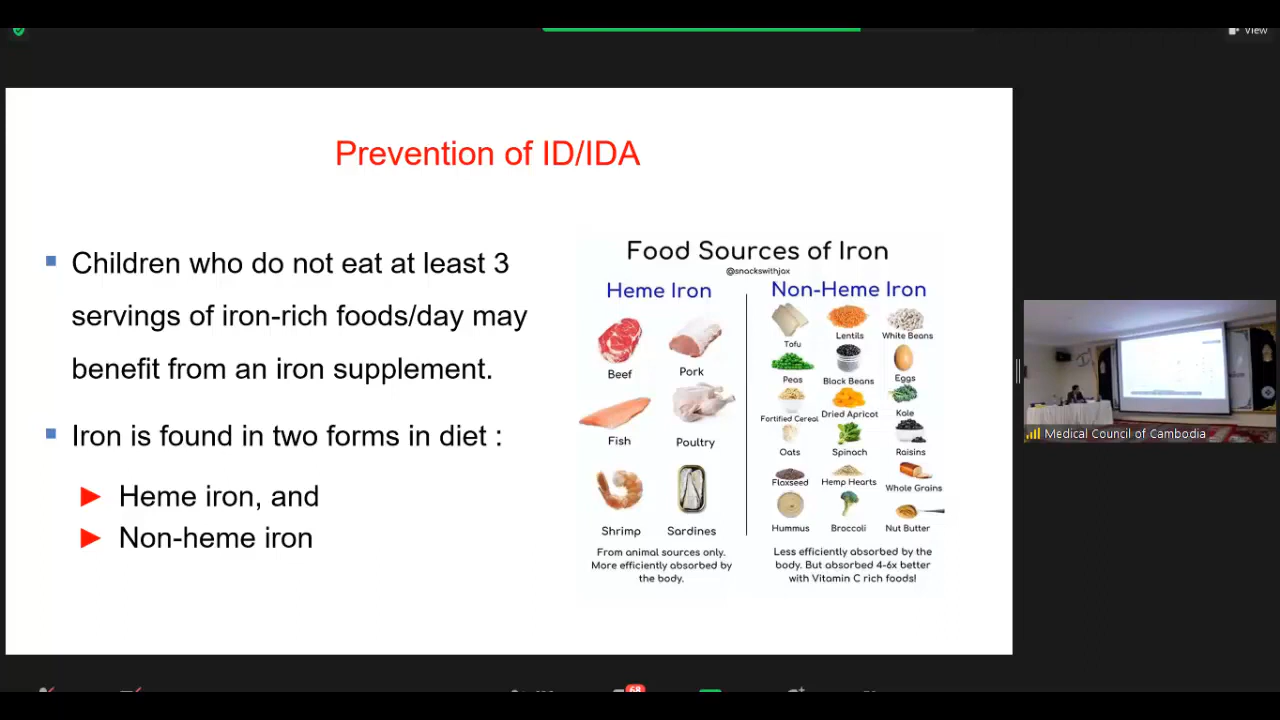 View
Prevention of ID/IDA
Children who do not eat at least 3
servings of iron-rich foods/day may
benefit from an iron supplement.
Iron is found in two forms in diet :
Heme iron, and
Non-heme iron
Food Sources of Iron
@snackswithjax
Heme Iron
Beef
Pork
Fish
Poultry
Shrimp
Sardines
From animal sources only.
More efficiently absorbed by
the body.
Non-Heme Iron
Tofu
Lentils
White Beans
Peas
Black Beans
Eggs
Fortified Cereal
Dried Apricot
Kale
Oats
Spinach
Raisins
Flaxseed
Hemp Hearts
Whole Grains
Hummus
Broccoli
Nut Butter
Less efficiently absorbed by the
body. But absorbed 4-6x better
with Vitamin C rich foods!
Medical Council of Cambodia
68